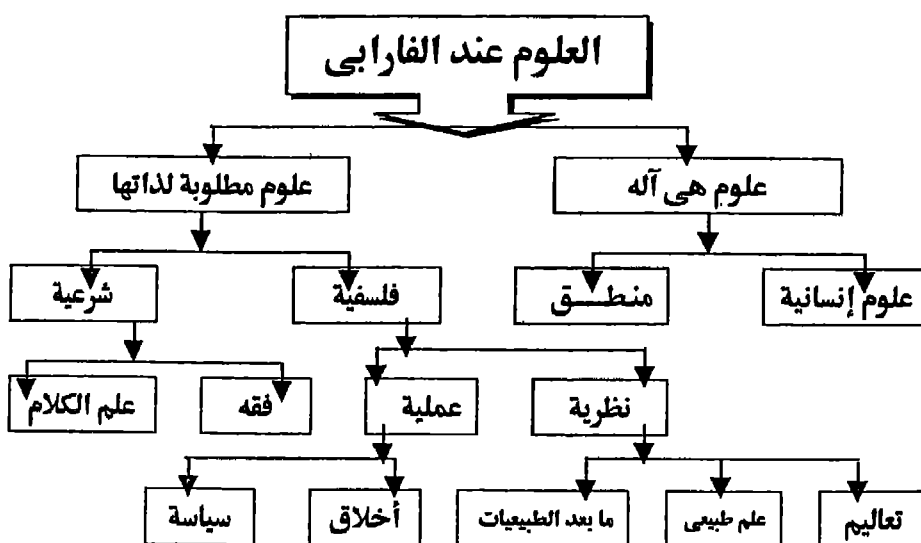 العلوم عند الفارابى
علوم هى آله
علوم مطلوبة لذاتها
علوم إنسانية
منطـــق
فلسفية
شرعية
نظرية
عملية
فقه
علم الكلام
تعاليم
علم طبيعى
ما بعد الطبيعيات
أخلاق
سياسة